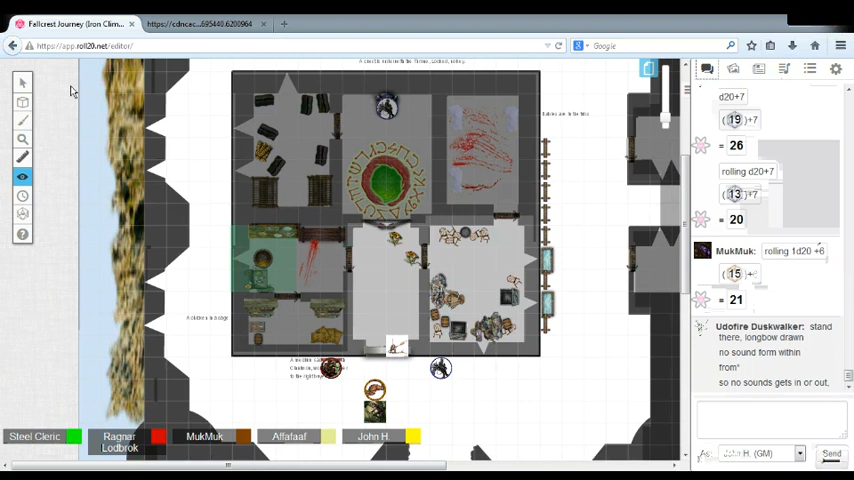 Fallcrest Journey (Iron Clim...
https://cdncac...695440.6200964
https://app.roll20.net/editor/
Google
d20+7
(19)+7
= 26
rolling d20+7
(13)+7
= 20
MukMuk: rolling 1d20 +6
(15)+
= 21
Udofire Duskwalker: stand
there, longbow drawn
no sound form within
from*
so no sounds gets in or out,
Steel Cleric
Ragnar
Lodbrok
MukMuk
Affafaaf
John H.
As: John H. (GM)
Send